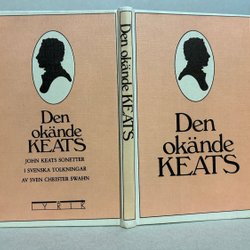 Den
okände
KEATS
JOHN KEATS SONETTER
I SVENSKA TOLKNINGAR
AV SVEN CHRISTER SWAHN
LYRIK
Den okände KEATS
Den
okände
KEATS